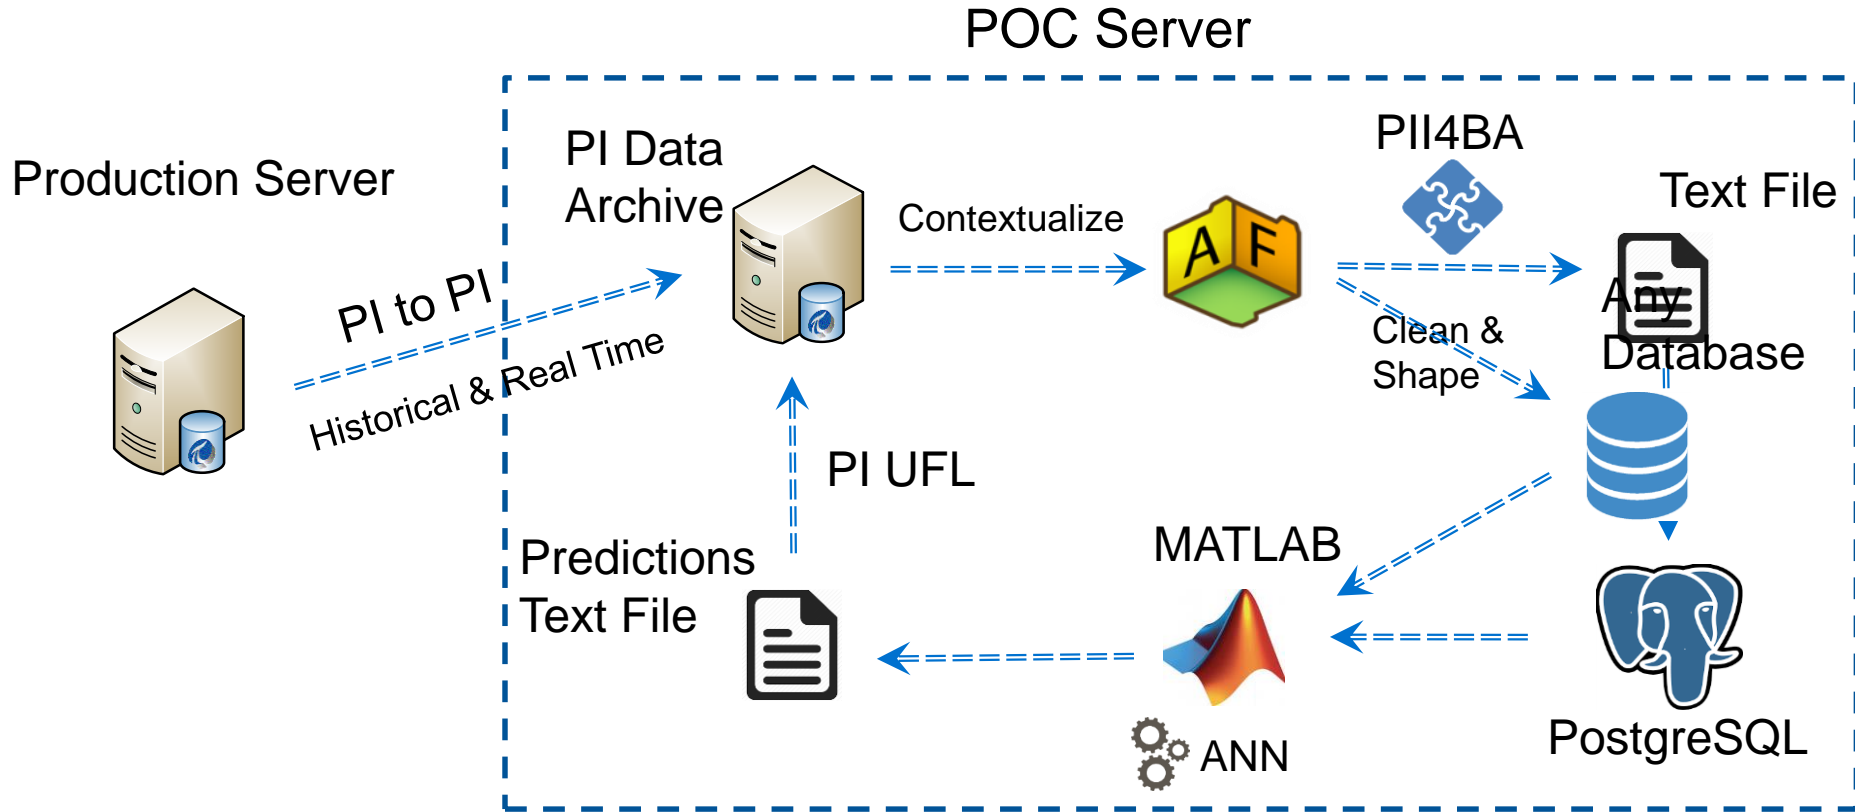 POC Server
Production Server
PI Data
Archive
PI to PI
Historical & Real Time
Contextualize
A F
PII4BA
Text File
Clean &
Shape
Any
Database
PI UFL
Predictions
Text File
MATLAB
ANN
PostgreSQL